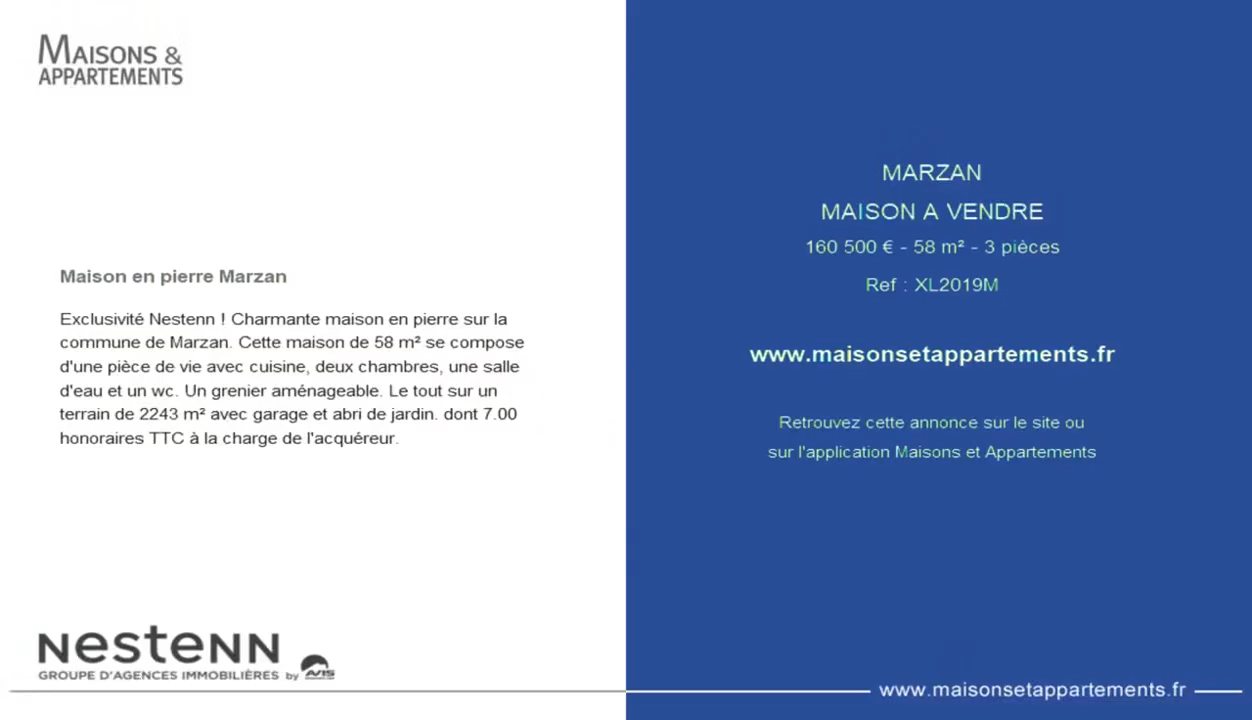 MAISONS &
APPARTEMENTS
Maison en pierre Marzan
Exclusivité Nestenn ! Charmante maison en pierre sur la
commune de Marzan. Cette maison de 58 m² se compose
d'une pièce de vie avec cuisine, deux chambres, une salle
d'eau et un wc. Un grenier aménageable. Le tout sur un
terrain de 2243 m² avec garage et abri de jardin. dont 7.00
honoraires TTC à la charge de l'acquéreur.
NesteNN
GROUPE D'AGENCES IMMOBILIÈRES by AVIS
MARZAN
MAISON A VENDRE
160 500 € - 58 m² - 3 pièces
Ref : XL2019M
www.maisonsetappartements.fr
Retrouvez cette annonce sur le site ou
sur l'application Maisons et Appartements
www.maisonsetappartements.fr